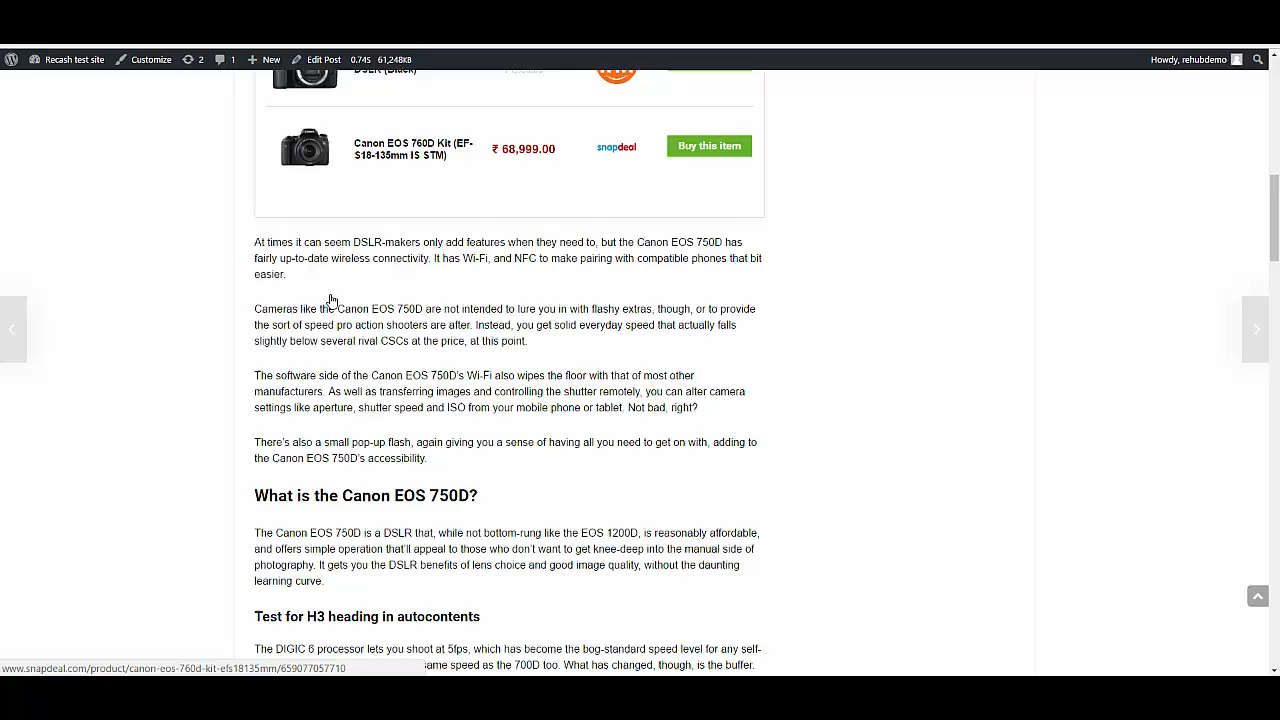 Recash test site Customize 2 1 New Edit Post 0.74S 61,248KB Howdy, rehubdemo
DSLR (Black)
Canon EOS 760D Kit (EF-
S18-135mm IS STM)
₹ 68,999.00
snapdeal
Buy this item
At times it can seem DSLR-makers only add features when they need to, but the Canon EOS 750D has
fairly up-to-date wireless connectivity. It has Wi-Fi, and NFC to make pairing with compatible phones that bit
easier.
Cameras like the Canon EOS 750D are not intended to lure you in with flashy extras, though, or to provide
the sort of speed pro action shooters are after. Instead, you get solid everyday speed that actually falls
slightly below several rival CSCs at the price, at this point.
The software side of the Canon EOS 750D's Wi-Fi also wipes the floor with that of most other
manufacturers. As well as transferring images and controlling the shutter remotely, you can alter camera
settings like aperture, shutter speed and ISO from your mobile phone or tablet. Not bad, right?
There's also a small pop-up flash, again giving you a sense of having all you need to get on with, adding to
the Canon EOS 750D's accessibility.
What is the Canon EOS 750D?
The Canon EOS 750D is a DSLR that, while not bottom-rung like the EOS 1200D, is reasonably affordable,
and offers simple operation that'll appeal to those who don't want to get knee-deep into the manual side of
photography. It gets you the DSLR benefits of lens choice and good image quality, without the daunting
learning curve.
Test for H3 heading in autocontents
The DIGIC 6 processor lets you shoot at 5fps, which has become the bog-standard speed level for any self-
same speed as the 700D too. What has changed, though, is the buffer.
www.snapdeal.com/product/canon-eos-760d-kit-efs18135mm/659077057710